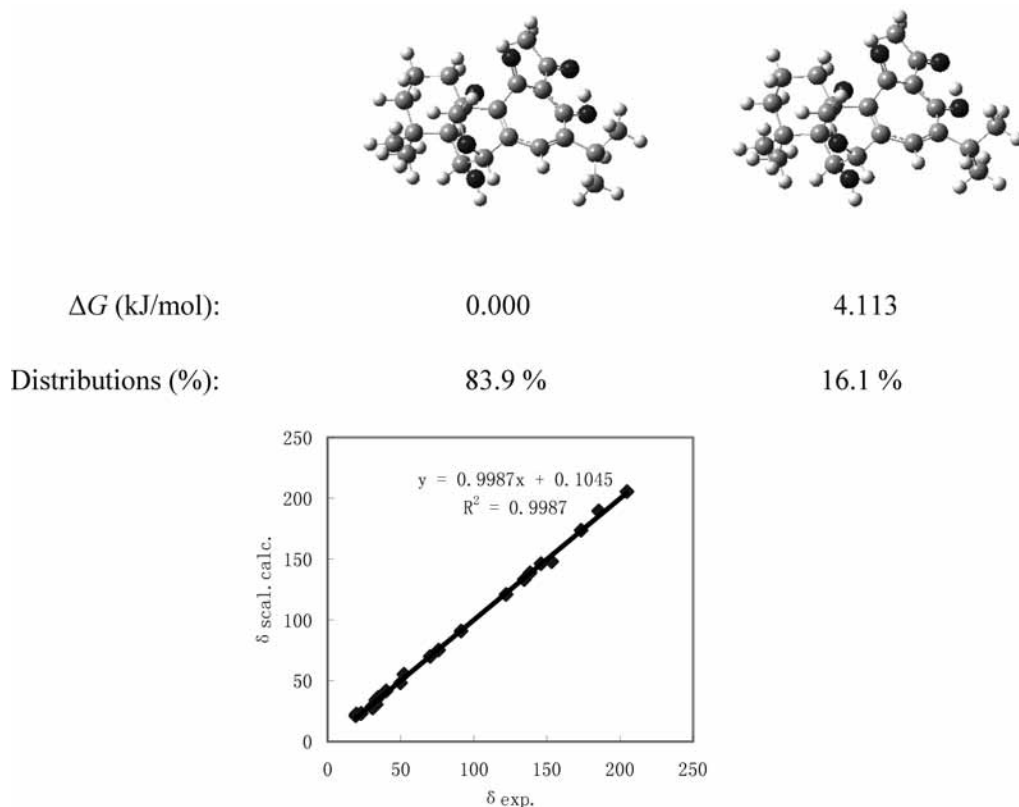 ΔG (kJ/mol): 0.000 4.113
Distributions (%): 83.9 % 16.1 %
250
200
150
100
50
0
y = 0.9987x + 0.1045
R² = 0.9987
δ scal. calc.
0 50 100 150 200 250
δ exp.